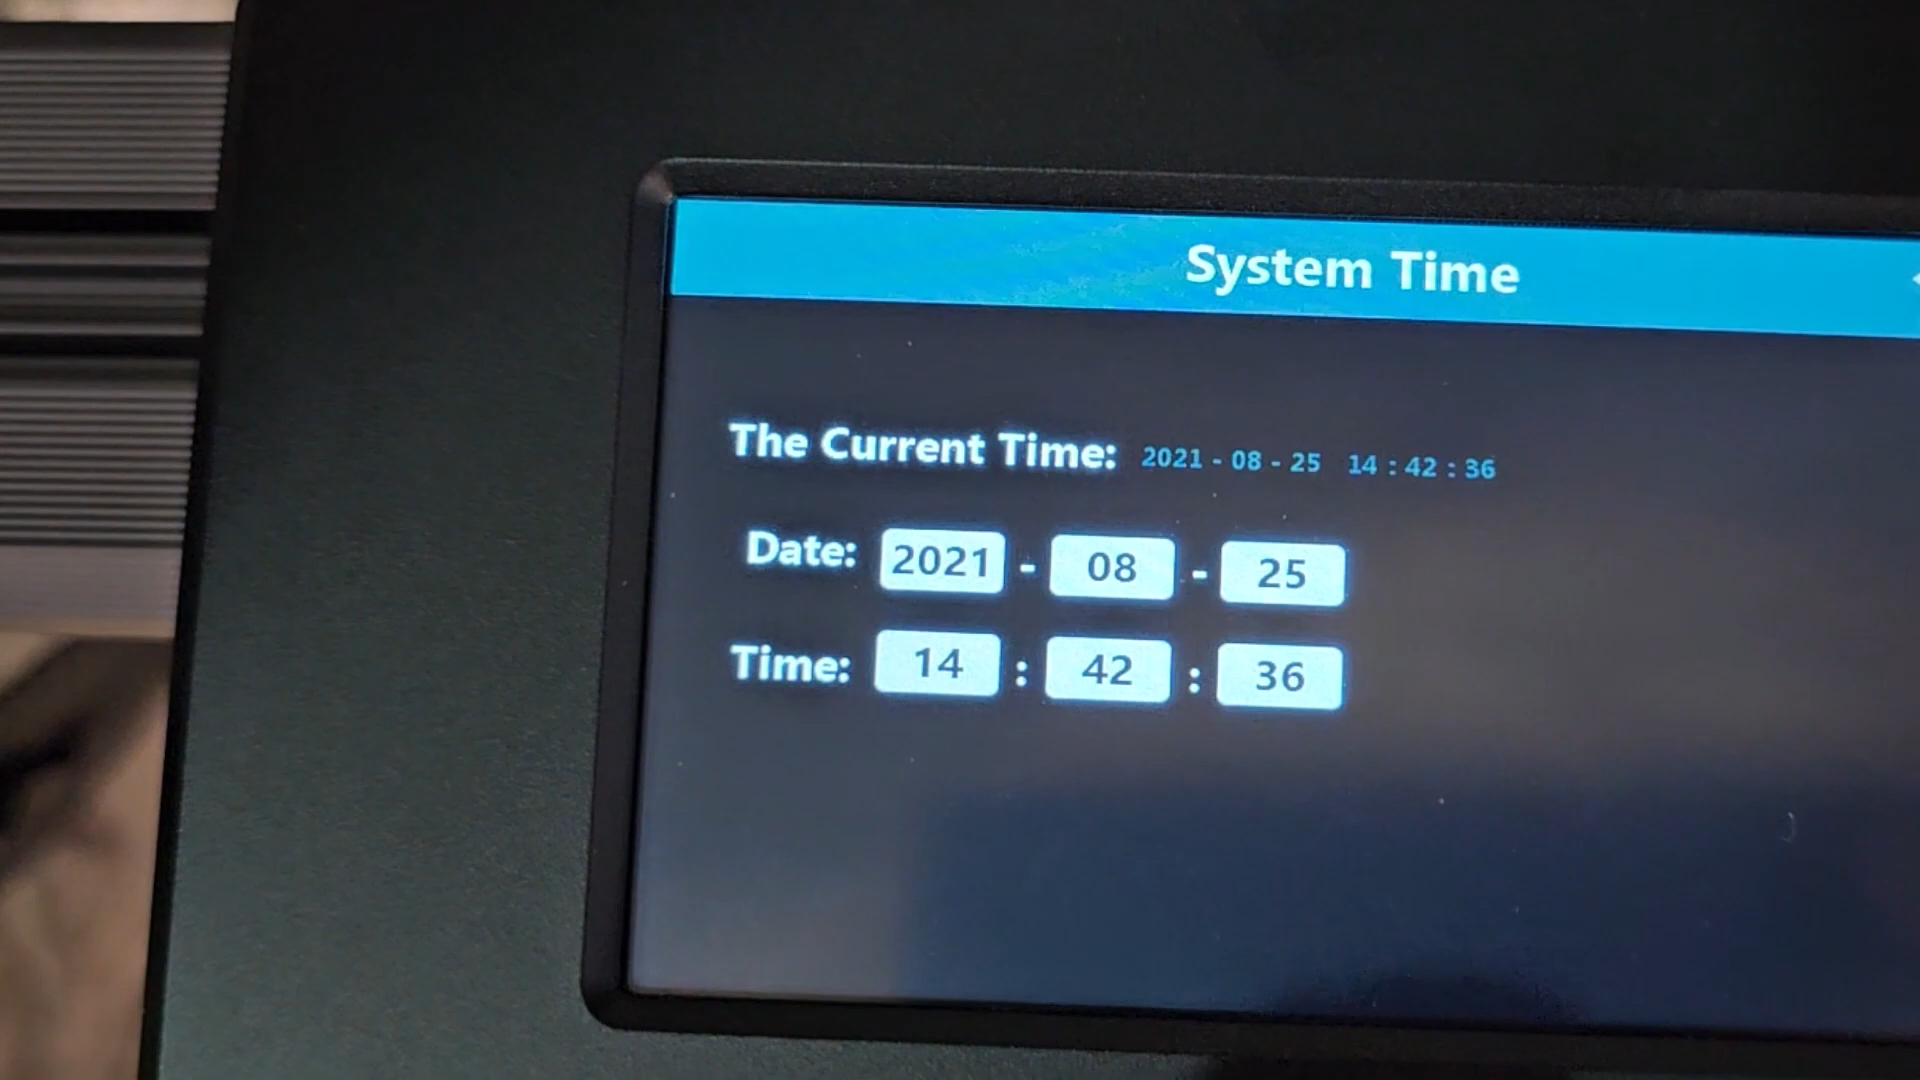 System Time
The Current Time: 2021 - 08 - 25 14 : 42 : 36
Date: 2021 - 08 - 25
Time: 14 : 42 : 36